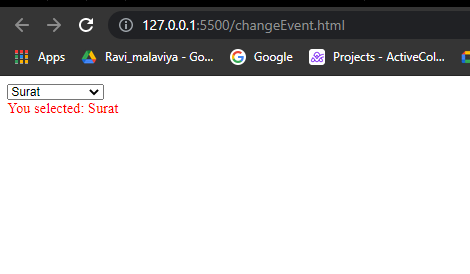 127.0.0.1:5500/changeEvent.html
Apps Ravi_malaviya - Go... Google Projects - ActiveCol...
Surat
You selected: Surat